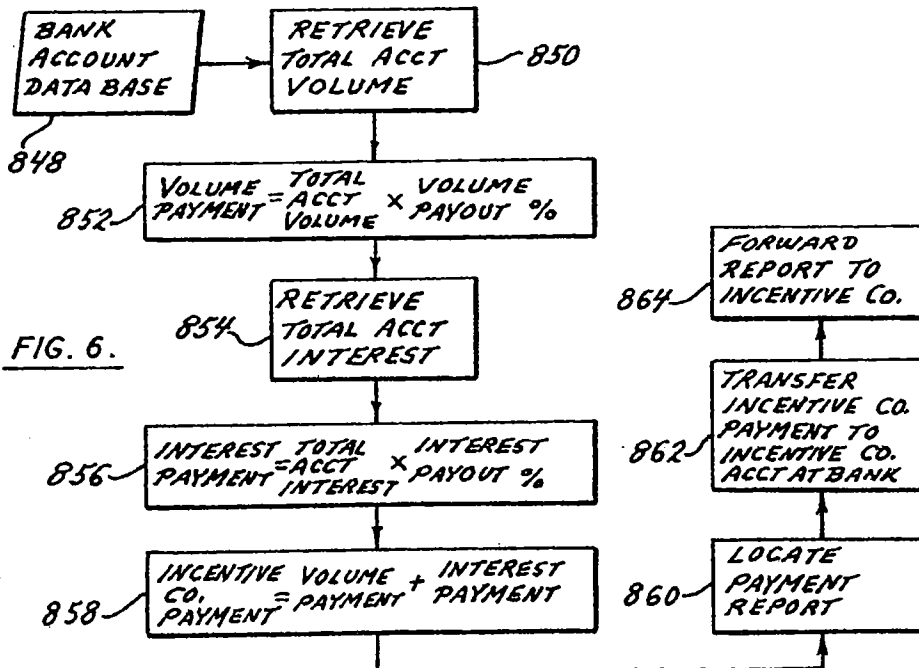 BANK
ACCOUNT
DATA BASE
848
RETRIEVE
TOTAL ACCT
VOLUME
850
VOLUME PAYMENT = TOTAL ACCT VOLUME × VOLUME PAYOUT %
852
RETRIEVE
TOTAL ACCT
INTEREST
854
FIG. 6.
INTEREST PAYMENT = TOTAL ACCT INTEREST × INTEREST PAYOUT %
856
INCENTIVE CO. PAYMENT = VOLUME PAYMENT + INTEREST PAYMENT
858
FORWARD
REPORT TO
INCENTIVE CO.
864
TRANSFER
INCENTIVE CO.
PAYMENT TO
INCENTIVE CO.
ACCT AT BANK
862
LOCATE
PAYMENT
REPORT
860